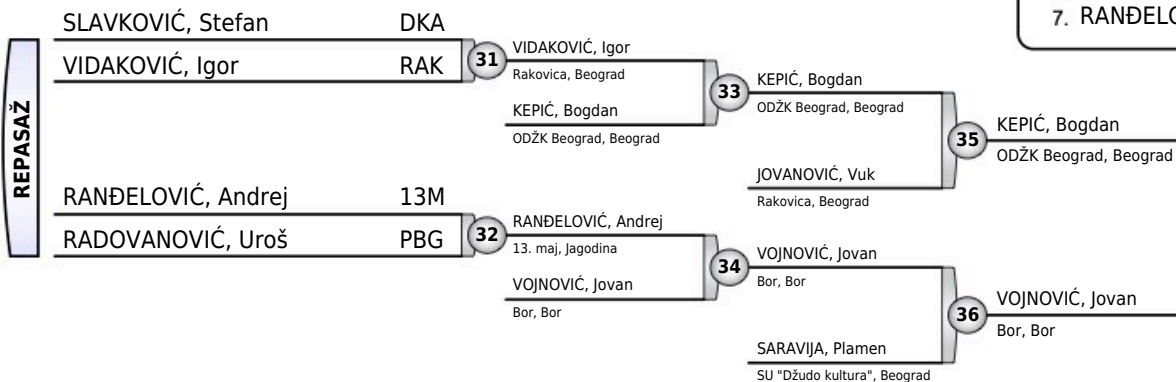 7. RANĐELO
REPASAŽ
SLAVKOVIĆ, Stefan DKA
VIDAKOVIĆ, Igor RAK
31
RANĐELOVIĆ, Andrej 13M
RADOVANOVIĆ, Uroš PBG
32
VIDAKOVIĆ, Igor
Rakovica, Beograd
KEPIĆ, Bogdan
ODŽK Beograd, Beograd
33
RANĐELOVIĆ, Andrej
13. maj, Jagodina
VOJNOVIĆ, Jovan
Bor, Bor
34
KEPIĆ, Bogdan
ODŽK Beograd, Beograd
JOVANOVIĆ, Vuk
Rakovica, Beograd
35
VOJNOVIĆ, Jovan
Bor, Bor
SARAVIJA, Plamen
SU "Džudo kultura", Beograd
36
KEPIĆ, Bogdan
ODŽK Beograd, Beograd
VOJNOVIĆ, Jovan
Bor, Bor